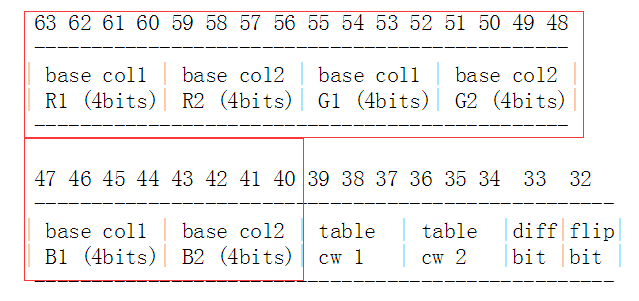 63 62 61 60 59 58 57 56 55 54 53 52 51 50 49 48
-----------------------------------------------
| base col1 | base col2 | base col1 | base col2 |
| R1 (4bits)| R2 (4bits)| G1 (4bits)| G2 (4bits)|
-----------------------------------------------
47 46 45 44 43 42 41 40 39 38 37 36 35 34 33 32
---------------------------------------------------
| base col1 | base col2 | table | table |diff|flip|
| B1 (4bits)| B2 (4bits)| cw 1 | cw 2 |bit |bit |
---------------------------------------------------